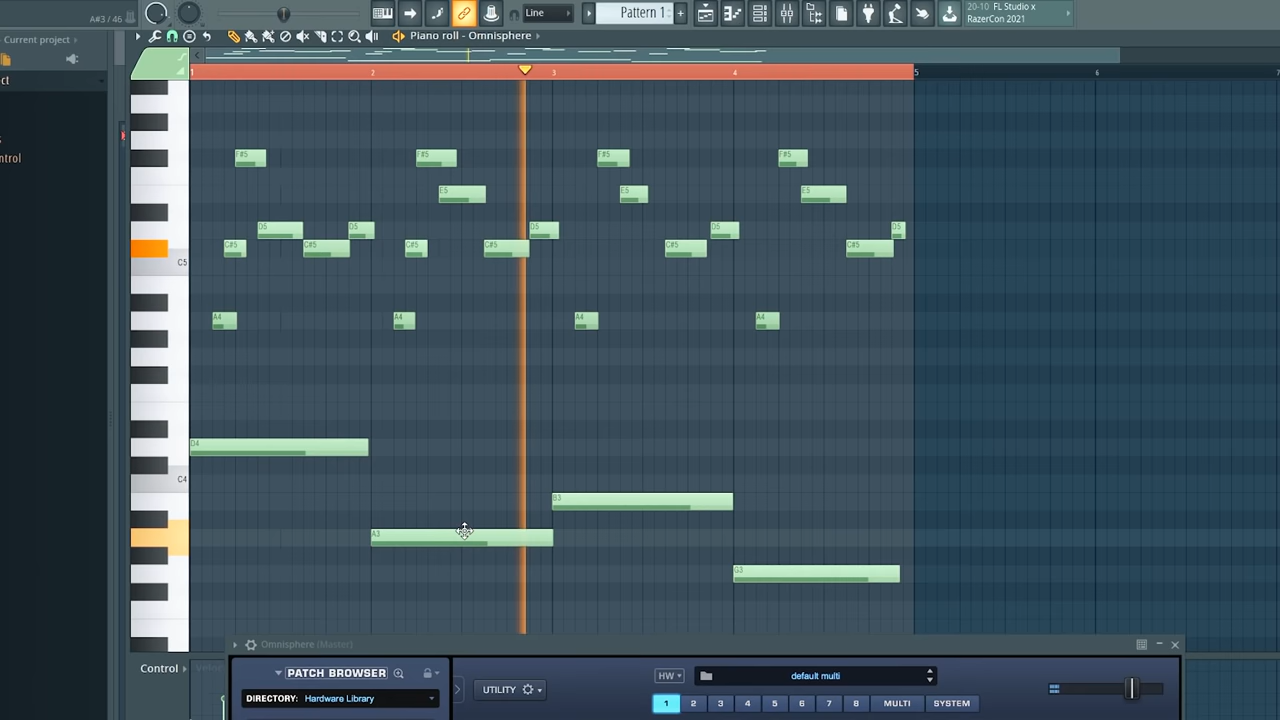 A#3 / 46
Line
Pattern 1
+
20-10 FL Studio x
RazerCon 2021
Current project
Piano roll - Omnisphere
ct
1 2 3 4 5 6 7
F#5 F#5 F#5 F#5
E5 E5 E5
D5 D5 D5 D5 D5
C#5 C#5 C#5 C#5 C#5 C#5
C5
ntrol
A4 A4 A4 A4
D4
C4
B3
A3
G3
Omnisphere (Master)
Control
PATCH BROWSER
HW
default multi
DIRECTORY: Hardware Library
UTILITY
1 2 3 4 5 6 7 8 MULTI SYSTEM